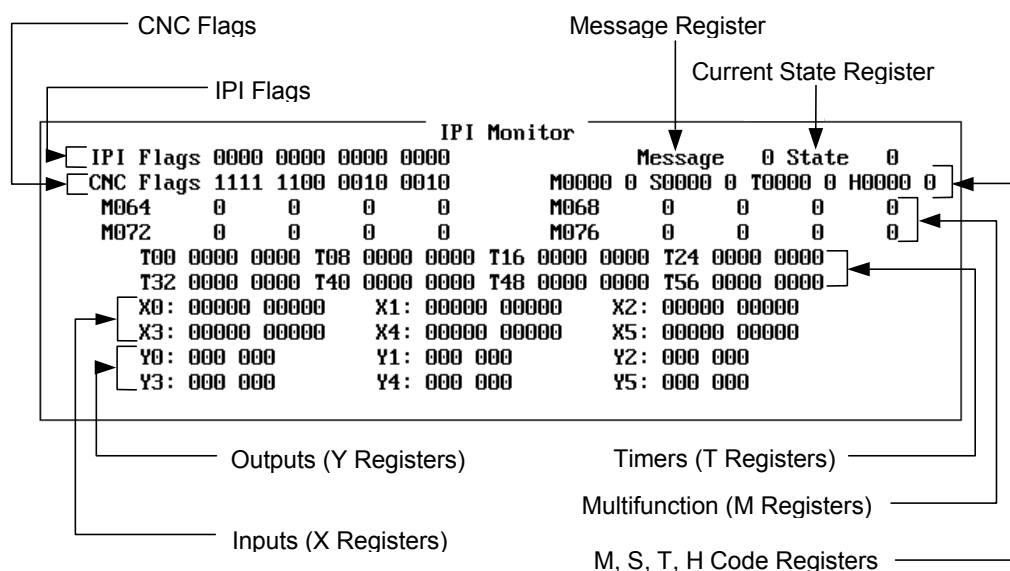 CNC Flags
Message Register
Current State Register
IPI Flags
IPI Monitor
IPI Flags 0000 0000 0000 0000 Message 0 State 0
CNC Flags 1111 1100 0010 0010 M0000 0 S0000 0 T0000 0 H0000 0
M064 0 0 0 0 M068 0 0 0 0
M072 0 0 0 0 M076 0 0 0 0
T00 0000 0000 T08 0000 0000 T16 0000 0000 T24 0000 0000
T32 0000 0000 T40 0000 0000 T48 0000 0000 T56 0000 0000
X0: 00000 00000 X1: 00000 00000 X2: 00000 00000
X3: 00000 00000 X4: 00000 00000 X5: 00000 00000
Y0: 000 000 Y1: 000 000 Y2: 000 000
Y3: 000 000 Y4: 000 000 Y5: 000 000
Outputs (Y Registers)
Timers (T Registers)
Multifunction (M Registers)
Inputs (X Registers)
M, S, T, H Code Registers